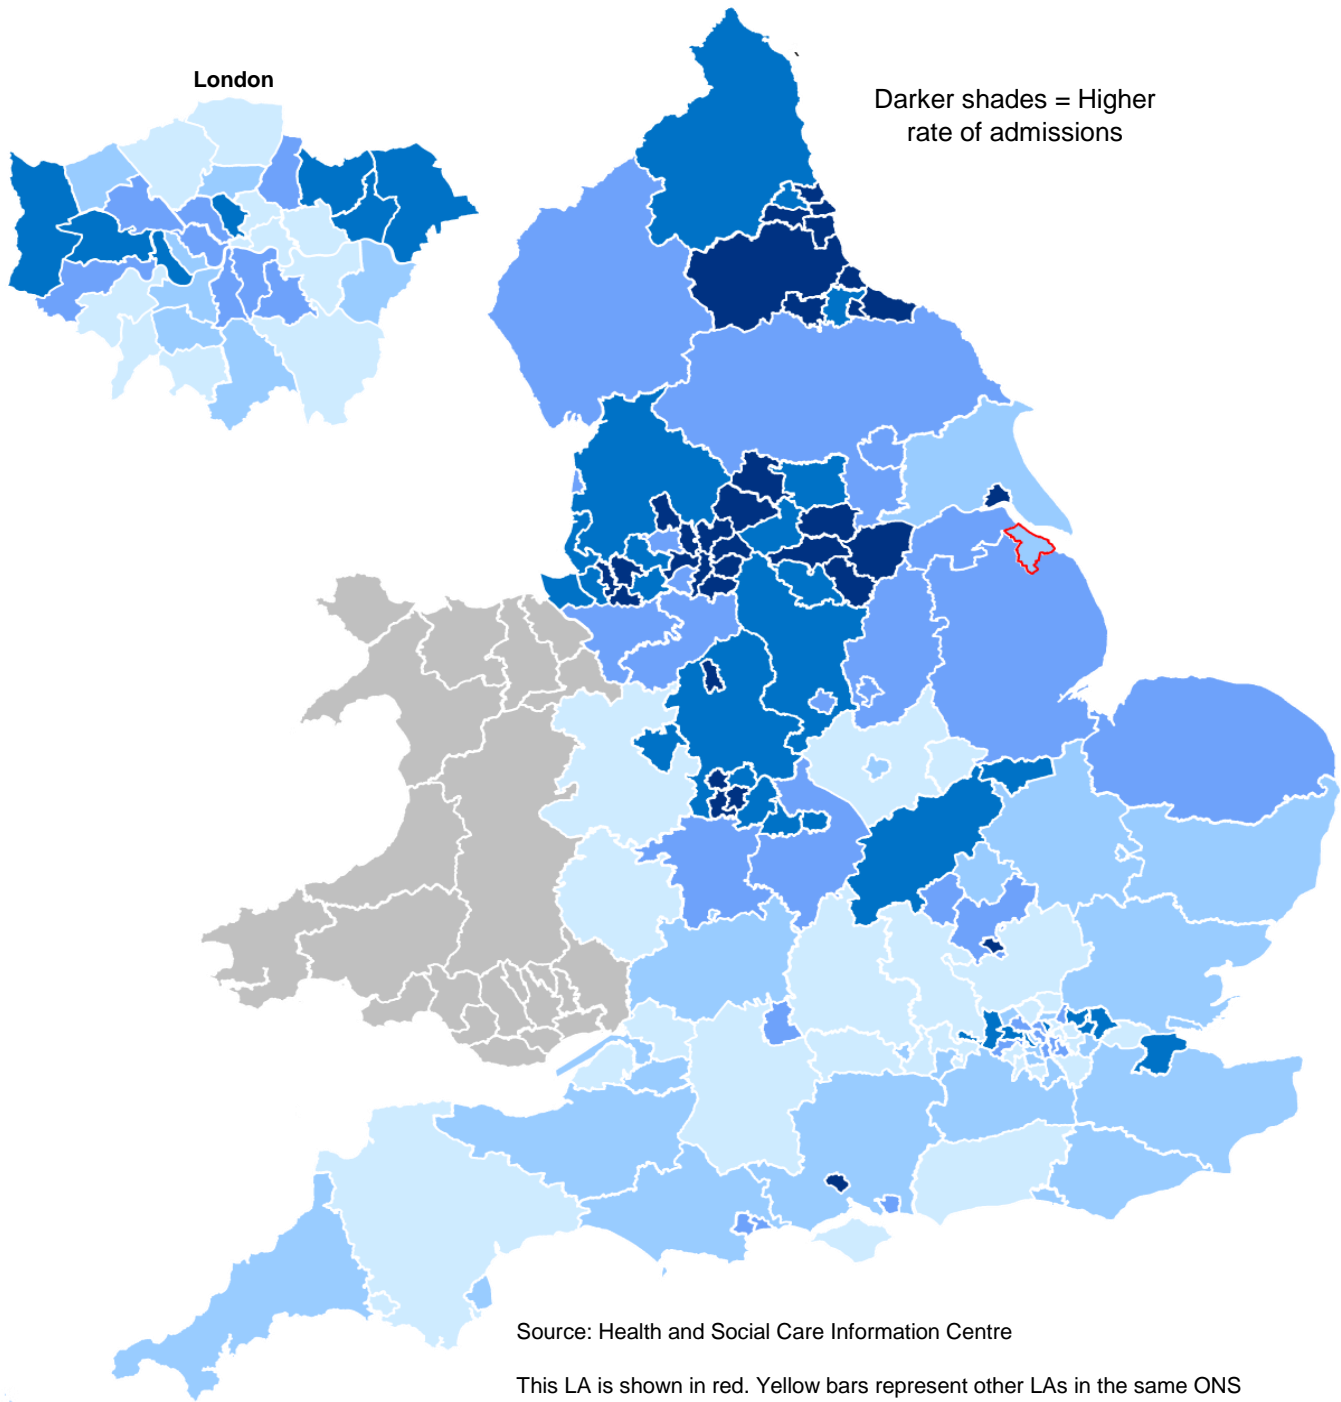 London
Darker shades = Higher
rate of admissions
Source: Health and Social Care Information Centre
This LA is shown in red. Yellow bars represent other LAs in the same ONS